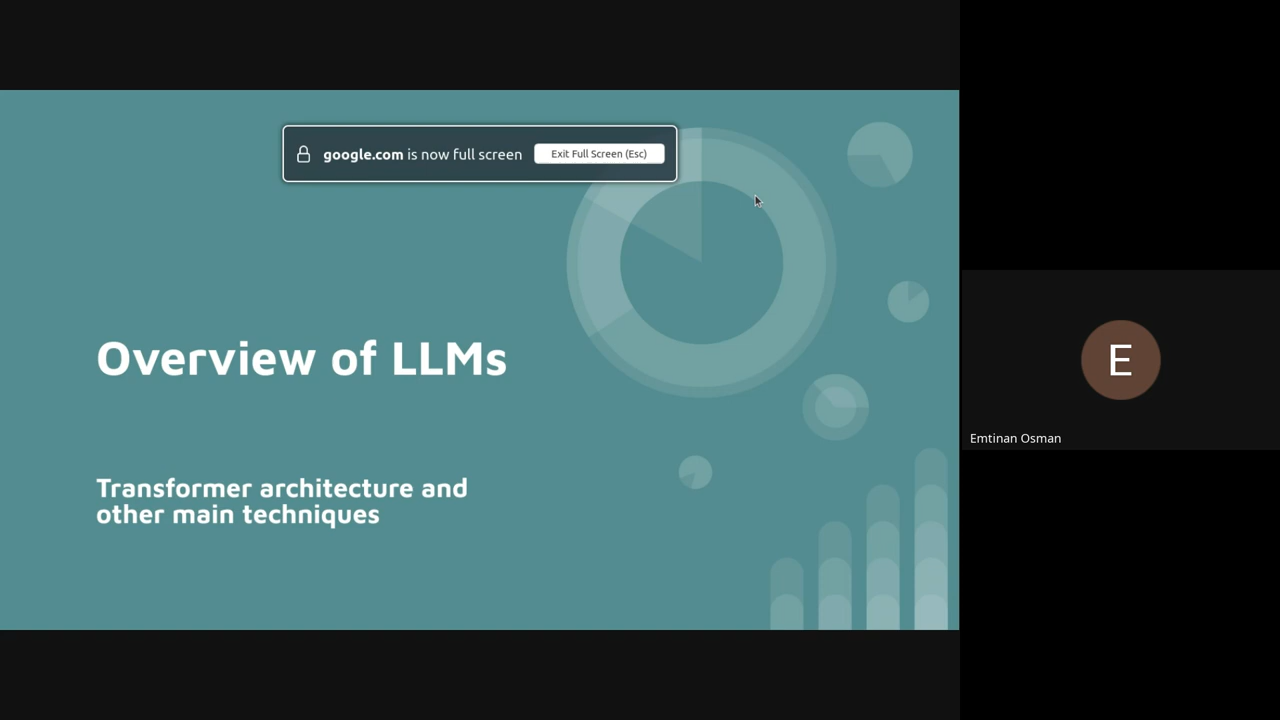 google.com is now full screen
Exit Full Screen (Esc)
Overview of LLMs
Transformer architecture and
other main techniques
E
Emtinan Osman